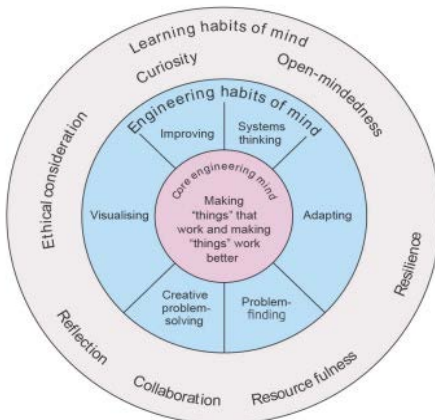 Learning habits of mind
Curiosity
Open-mindedness
Ethical consideration
Resilience
Reflection
Collaboration
Resource fulness
Engineering habits of mind
Improving
Systems
thinking
Visualising
Adapting
Creative
problem-
solving
Problem-
finding
Core engineering mind
Making
"things" that
work and making
"things" work
better